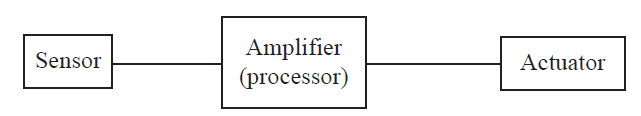 Sensor
Amplifier
(processor)
Actuator